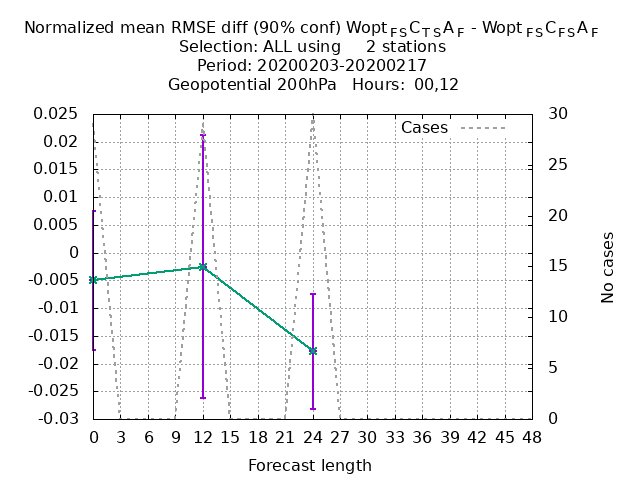 Normalized mean RMSE diff (90% conf) Wopt_FS C_TS A_F - Wopt_FS C_FS A_F
Selection: ALL using     2 stations
Period: 20200203-20200217
Geopotential 200hPa   Hours: 00,12
Cases
0.025
0.02
0.015
0.01
0.005
0
-0.005
-0.01
-0.015
-0.02
-0.025
-0.03
30
25
20
15
10
5
0
No cases
0 3 6 9 12 15 18 21 24 27 30 33 36 39 42 45 48
Forecast length